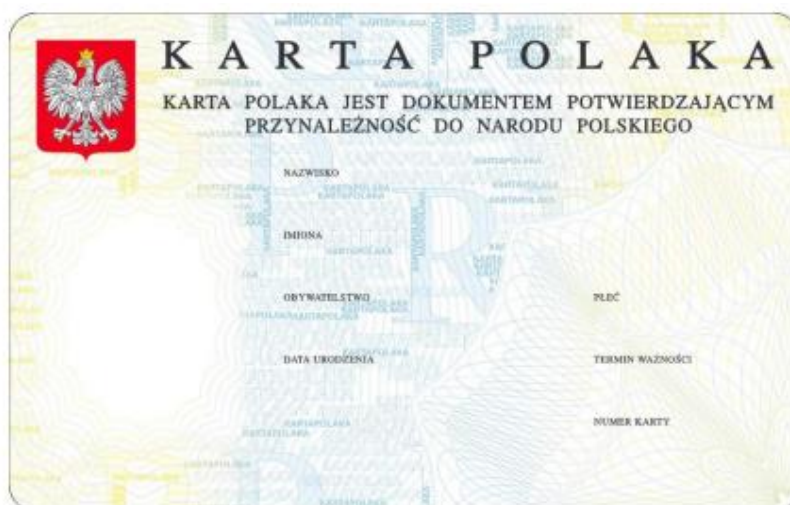 KARTA POLAKA
KARTA POLAKA JEST DOKUMENTEM POTWIERDZAJĄCYM
PRZYNALEŻNOŚĆ DO NARODU POLSKIEGO
NAZWISKO
IMIONA
OBYWATELSTWO
PŁEĆ
DATA URODZENIA
TERMIN WAŻNOŚCI
NUMER KARTY